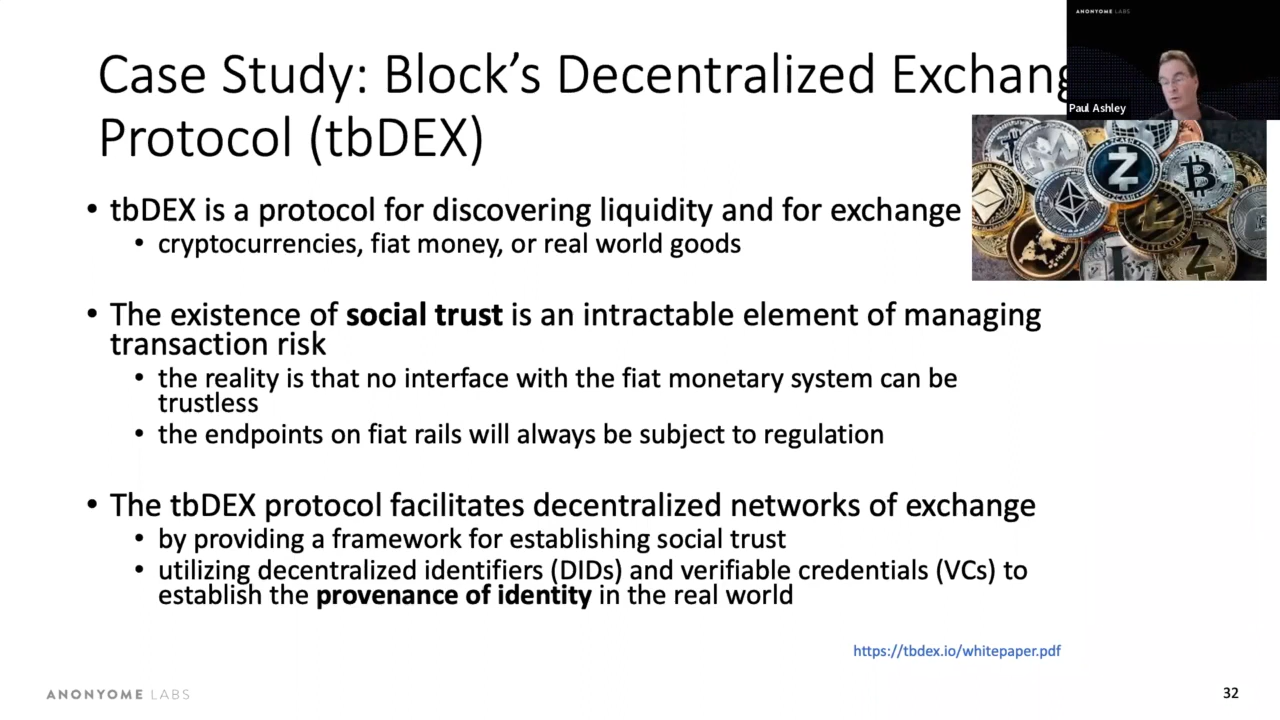 ANONYOME LABS
Case Study: Block's Decentralized Exchang
Paul Ashley
Protocol (tbDEX)
• tbDEX is a protocol for discovering liquidity and for exchange
• cryptocurrencies, fiat money, or real world goods
• The existence of social trust is an intractable element of managing
transaction risk
• the reality is that no interface with the fiat monetary system can be
trustless
• the endpoints on fiat rails will always be subject to regulation
• The tbDEX protocol facilitates decentralized networks of exchange
• by providing a framework for establishing social trust
• utilizing decentralized identifiers (DIDs) and verifiable credentials (VCs) to
establish the provenance of identity in the real world
https://tbdex.io/whitepaper.pdf
ANONYOME LABS
32